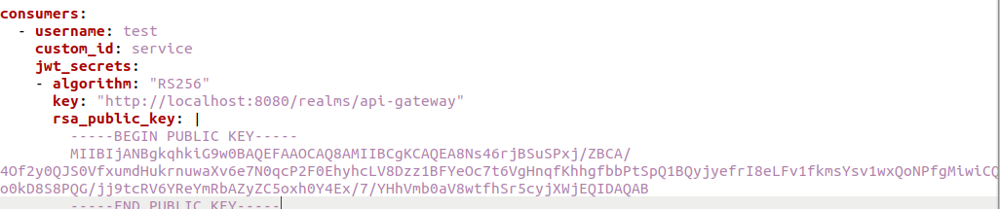 consumers:
  - username: test
    custom_id: service
    jwt_secrets:
    - algorithm: "RS256"
      key: "http://localhost:8080/realms/api-gateway"
      rsa_public_key: |
        -----BEGIN PUBLIC KEY-----
        MIIBIjANBgkqhkiG9w0BAQEFAAOCAQ8AMIIBCgKCAQEA8Ns46rjBSuSPxj/ZBCA/
4Of2y0QJS0VfxumdHukrnuwaXv6e7N0qcP2F0EhyhcLV8Dzz1BFYeOc7t6VgHnqfKhhgfbbPtSpQ1BQyjyefrI8eLFv1fkmsYsv1wxQoNPfgMiwiCQ
o0kD8S8PQG/jj9tcRV6YReYmRbAZyZC5oxh0Y4Ex/7/YHhVmb0aV8wtfhSr5cyjXWjEQIDAQAB
        -----END PUBLIC KEY-----